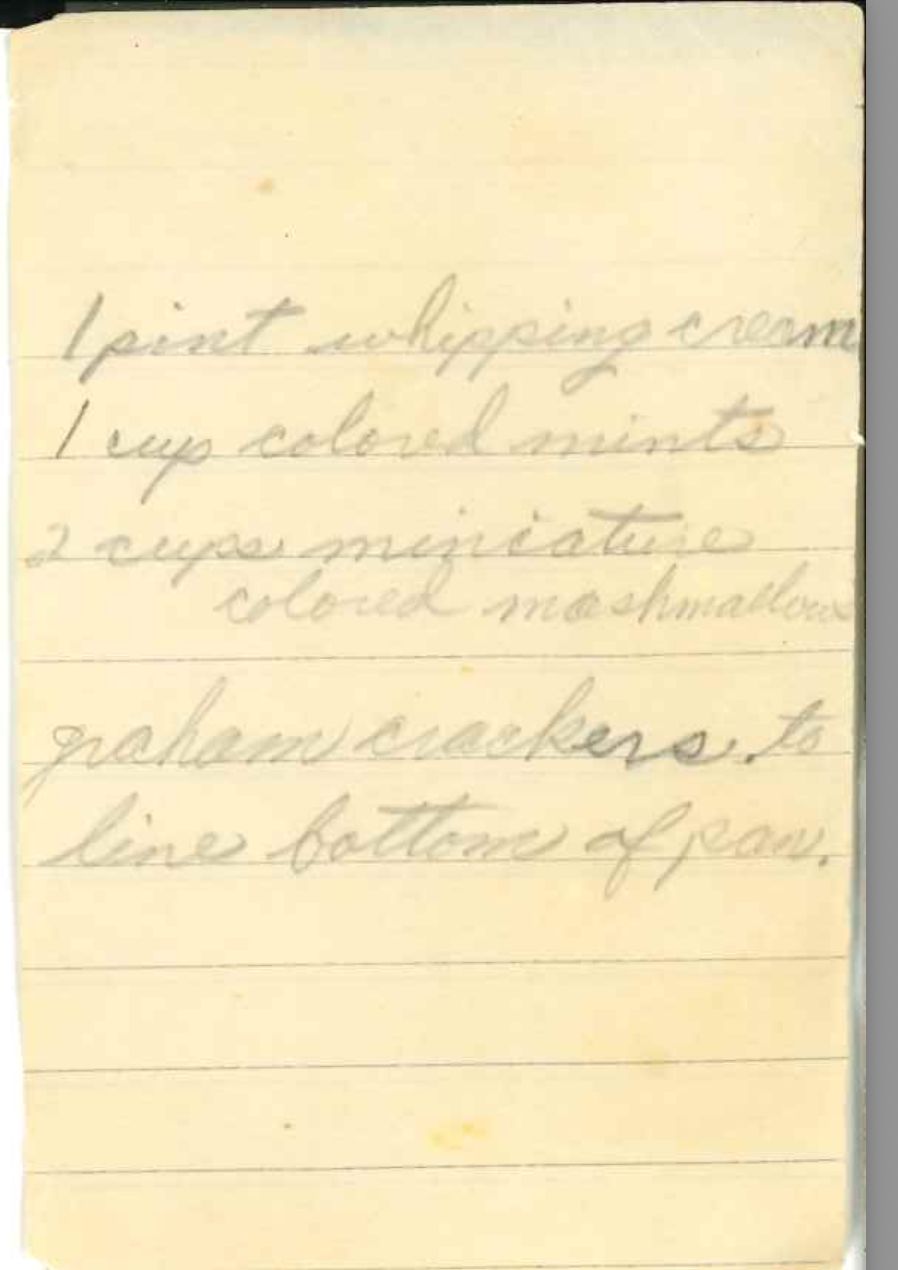 1 pint whipping cream
1 cup colored mints
2 cups miniature
colored mashmallows
graham crackers to
line bottom of pan.